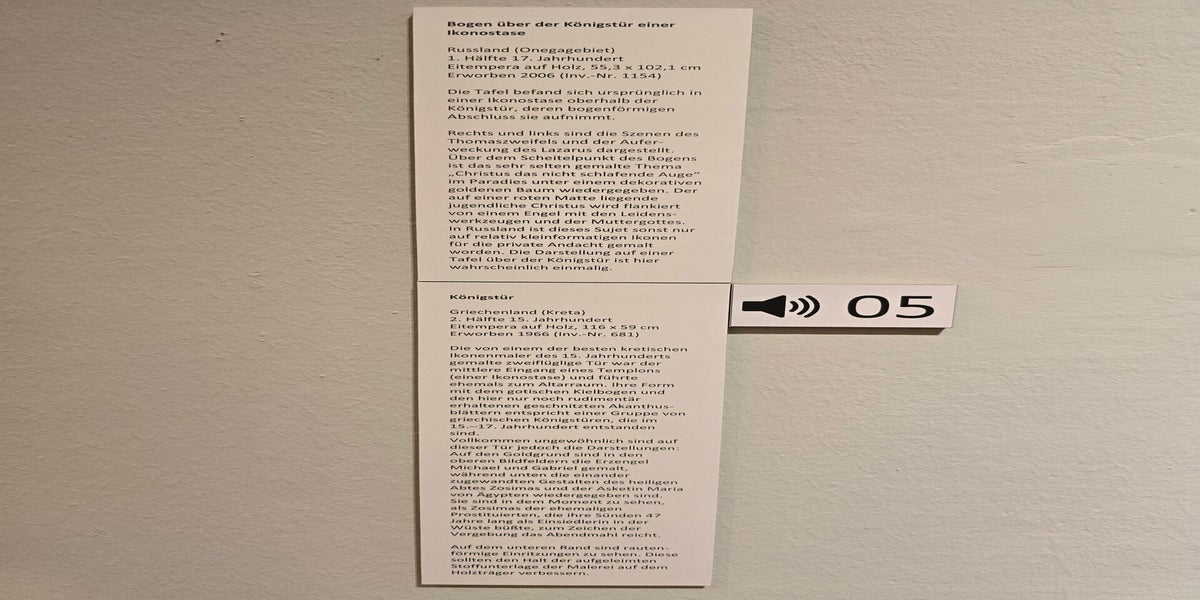 Bogen über der Königstür einer
Ikonostase
Russland (Onegagebiet)
1. Hälfte 17. Jahrhundert
Eitempera auf Holz, 55,3 x 102,1 cm
Erworben 2006 (Inv.-Nr. 1154)
Die Tafel befand sich ursprünglich in
einer Ikonostase oberhalb der
Königstür, deren bogenförmigen
Abschluss sie aufnimmt.
Rechts und links sind die Szenen des
Thomaszweifels und der Aufer-
weckung des Lazarus dargestellt.
Über dem Scheitelpunkt des Bogens
ist das sehr selten gemalte Thema
„Christus das nicht schlafende Auge"
im Paradies unter einem dekorativen
goldenen Baum wiedergegeben. Der
auf einer roten Matte liegende
jugendliche Christus wird flankiert
von einem Engel mit den Leidens-
werkzeugen und der Muttergottes.
In Russland ist dieses Sujet sonst nur
auf relativ kleinformatigen Ikonen
für die private Andacht gemalt
worden. Die Darstellung auf einer
Tafel über der Königstür ist hier
wahrscheinlich einmalig.
Königstür
Griechenland (Kreta)
2. Hälfte 15. Jahrhundert
Eitempera auf Holz, 116 x 59 cm
Erworben 1966 (Inv.-Nr. 681)
Die von einem der besten kretischen
Ikonenmaler des 15. Jahrhunderts
gemalte zweiflüglige Tür war der
mittlere Eingang eines Templons
(einer Ikonostase) und führte
ehemals zum Altarraum. Ihre Form
mit dem gotischen Kielbogen und
den hier nur noch rudimentär
erhaltenen geschnitzten Akanthus-
blättern entspricht einer Gruppe von
griechischen Königstüren, die im
15.–17. Jahrhundert entstanden
sind.
Vollkommen ungewöhnlich sind auf
dieser Tür jedoch die Darstellungen:
Auf den Goldgrund sind in den
oberen Bildfeldern die Erzengel
Michael und Gabriel gemalt,
während unten die einander
zugewandten Gestalten des heiligen
Abtes Zosimas und der Asketin Maria
von Ägypten wiedergegeben sind.
Sie sind in dem Moment zu sehen,
als Zosimas der ehemaligen
Prostituierten, die ihre Sünden 47
Jahre lang als Einsiedlerin in der
Wüste büßte, zum Zeichen der
Vergebung das Abendmahl reicht.
Auf dem unteren Rand sind rauten-
förmige Einritzungen zu sehen. Diese
sollten den Halt der aufgeleimten
Stoffunterlage der Malerei auf dem
Holzträger verbessern.
05